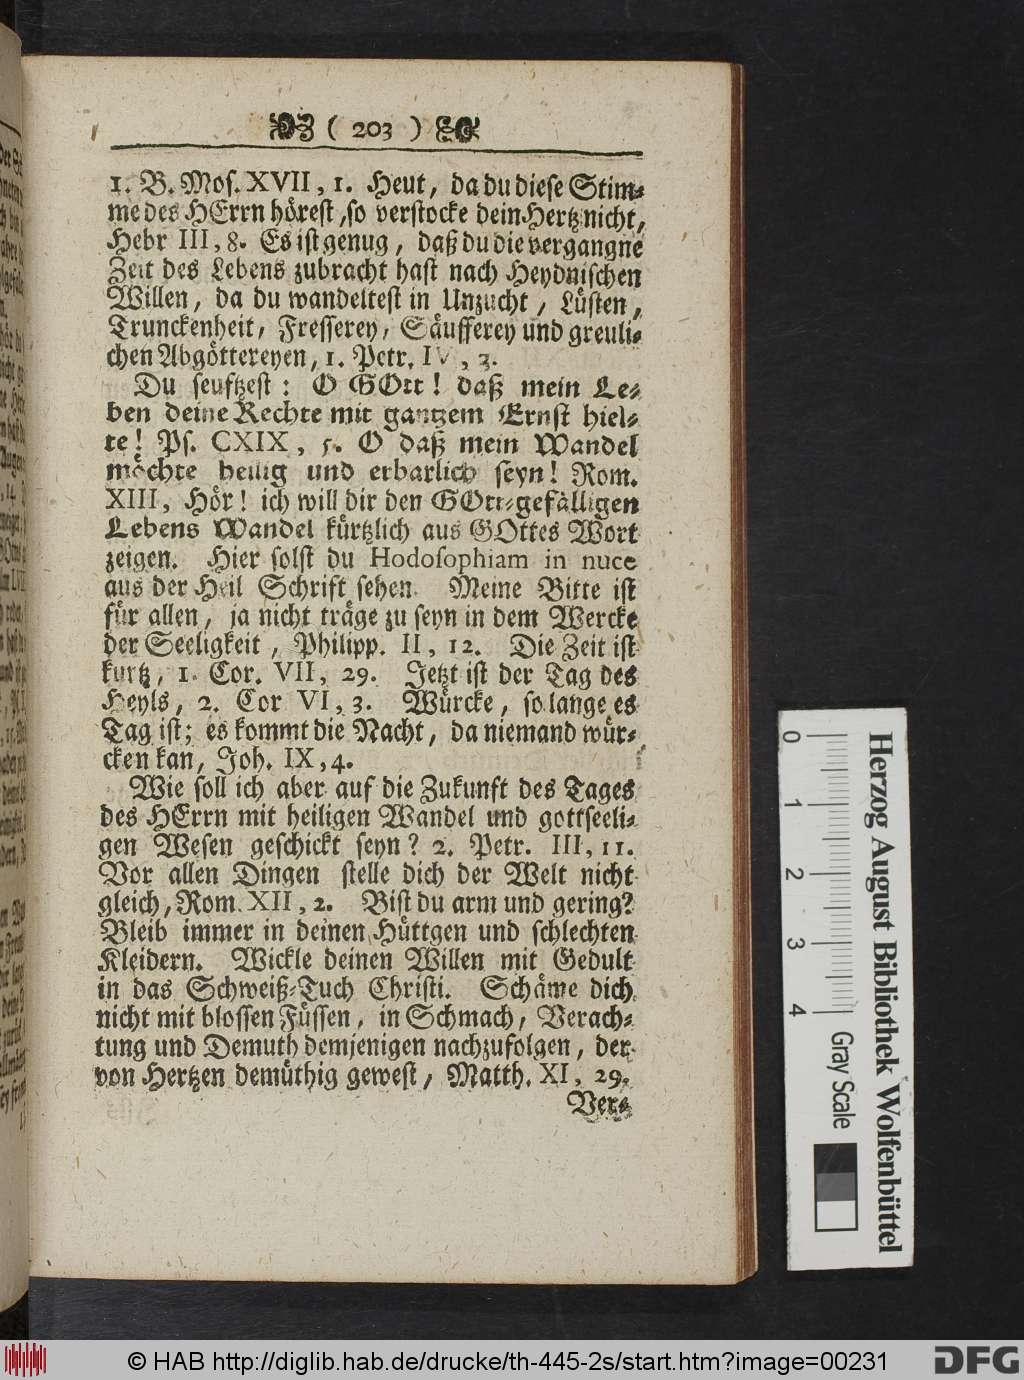 ( 203 )
1. B. Mos. XVII, 1. Heut, da du diese Stim-
me des HErrn hörest, so verstocke dein Hertz nicht,
Hebr III, 8. Es ist genug, daß du die vergangne
Zeit des Lebens zubracht hast nach Heydnischen
Willen, da du wandeltest in Unzucht, Lüsten,
Trunckenheit, Fresserey, Säufferey und greuli-
chen Abgöttereyen, 1. Petr. IV, 3.
Du seuftzest: O GOtt! daß mein Le-
ben deine Rechte mit gantzem Ernst hiel-
te! Ps. CXIX, 5. O daß mein Wandel
möchte heilig und erbarlich seyn! Rom.
XIII, Hör! ich will dir den GOtt-gefälligen
Lebens Wandel kürtzlich aus GOttes Wort
zeigen. Hier solst du Hodosophiam in nuce
aus der Heil Schrift sehen. Meine Bitte ist
für allen, ja nicht träge zu seyn in dem Wercke
der Seeligkeit, Philipp. II, 12. Die Zeit ist
kurtz, 1. Cor. VII, 29. Jetzt ist der Tag des
Heyls, 2. Cor VI, 3. Würcke, so lange es
Tag ist; es kommt die Nacht, da niemand wür-
cken kan, Joh. IX, 4.
Wie soll ich aber auf die Zukunft des Tages
des HErrn mit heiligen Wandel und gottseeli-
gen Wesen geschickt seyn? 2. Petr. III, 11.
Vor allen Dingen stelle dich der Welt nicht
gleich, Rom. XII, 2. Bist du arm und gering?
Bleib immer in deinen Hüttgen und schlechten
Kleidern. Wickle deinen Willen mit Gedult
in das Schweiß-Tuch Christi. Schäme dich
nicht mit blossen Füssen, in Schmach, Verach-
tung und Demuth demjenigen nachzufolgen, der
von Hertzen demüthig gewest, Matth. XI, 29.
Ver-
0 1 2 3 4
Gray Scale
Herzog August Bibliothek Wolfenbüttel
© HAB http://diglib.hab.de/drucke/th-445-2s/start.htm?image=00231
DFG